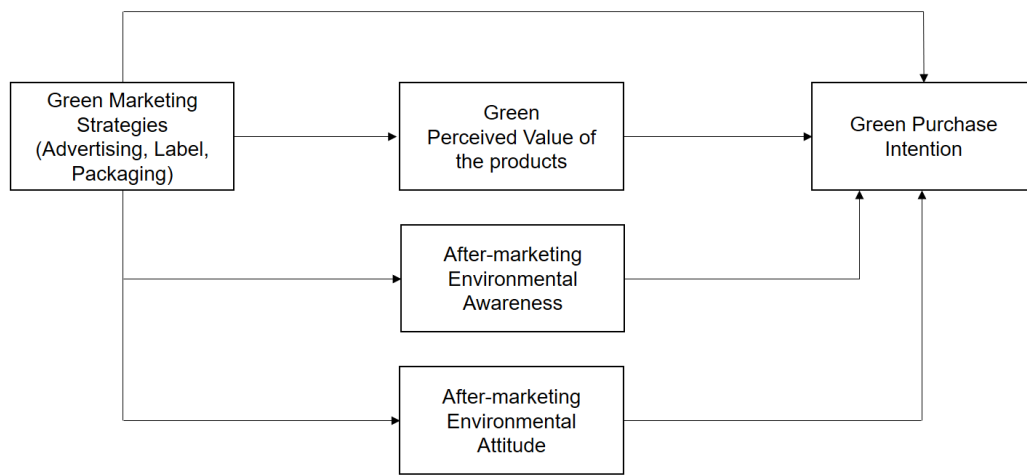 Green Marketing
Strategies
(Advertising, Label,
Packaging)
Green
Perceived Value of
the products
Green Purchase
Intention
After-marketing
Environmental
Awareness
After-marketing
Environmental
Attitude